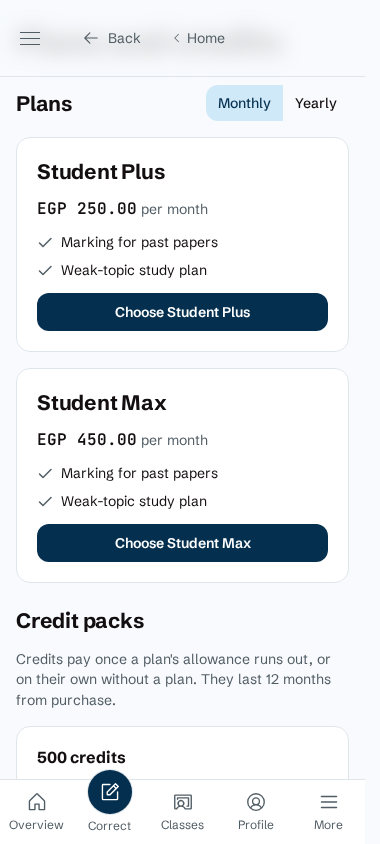 Back
Home
Plans
Monthly
Yearly
Student Plus
EGP 250.00 per month
Marking for past papers
Weak-topic study plan
Choose Student Plus
Student Max
EGP 450.00 per month
Marking for past papers
Weak-topic study plan
Choose Student Max
Credit packs
Credits pay once a plan's allowance runs out, or
on their own without a plan. They last 12 months
from purchase.
500 credits
Overview
Correct
Classes
Profile
More